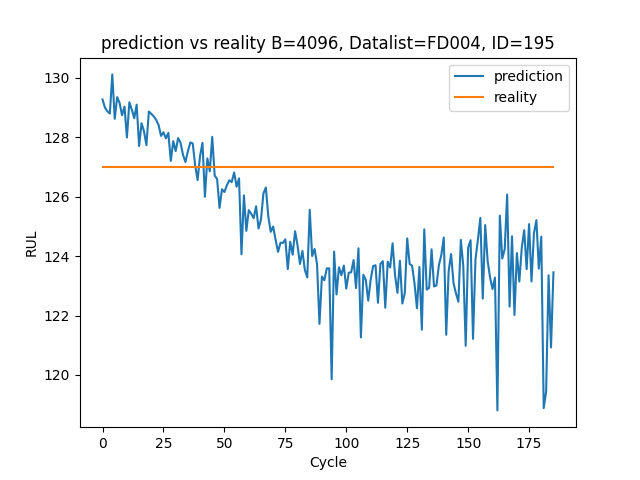 prediction vs reality B=4096, Datalist=FD004, ID=195
prediction
reality
RUL
130
128
126
124
122
120
0 25 50 75 100 125 150 175
Cycle